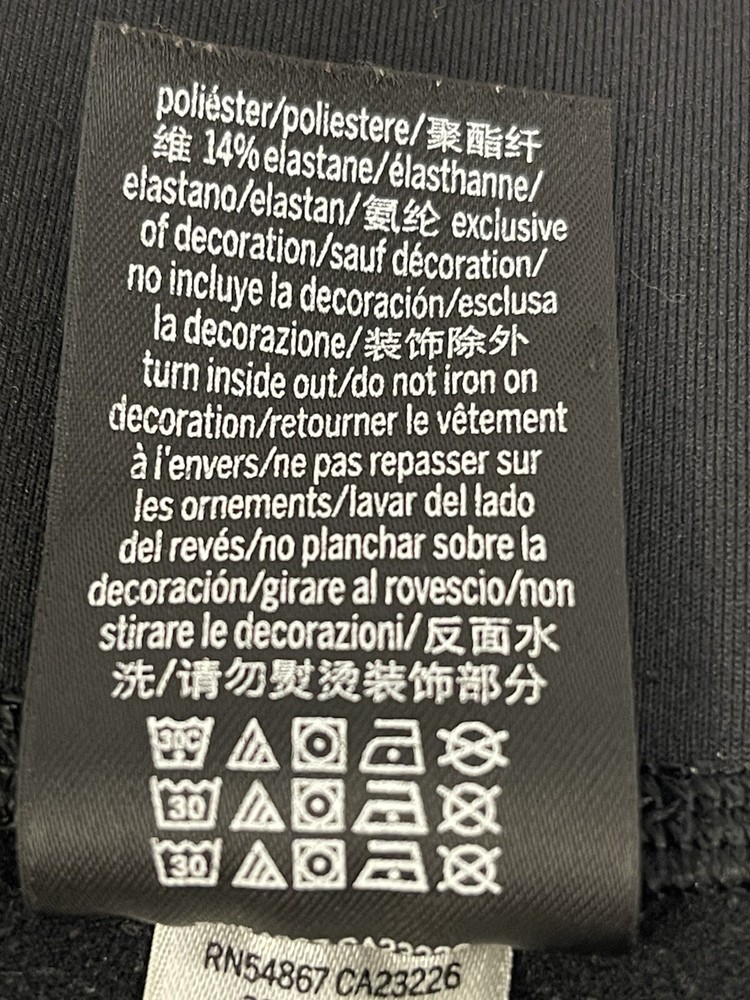 poliéster/poliestere/聚酯纤
维 14% elastane/élasthanne/
elastano/elastan/氨纶 exclusive
of decoration/sauf décoration/
no incluye la decoración/esclusa
la decorazione/装饰除外
turn inside out/do not iron on
decoration/retourner le vêtement
à l'envers/ne pas repasser sur
les ornements/lavar del lado
del revés/no planchar sobre la
decoración/girare al rovescio/non
stirare le decorazioni/反面水
洗/请勿熨烫装饰部分
30C
30
30
RN54867 CA23226